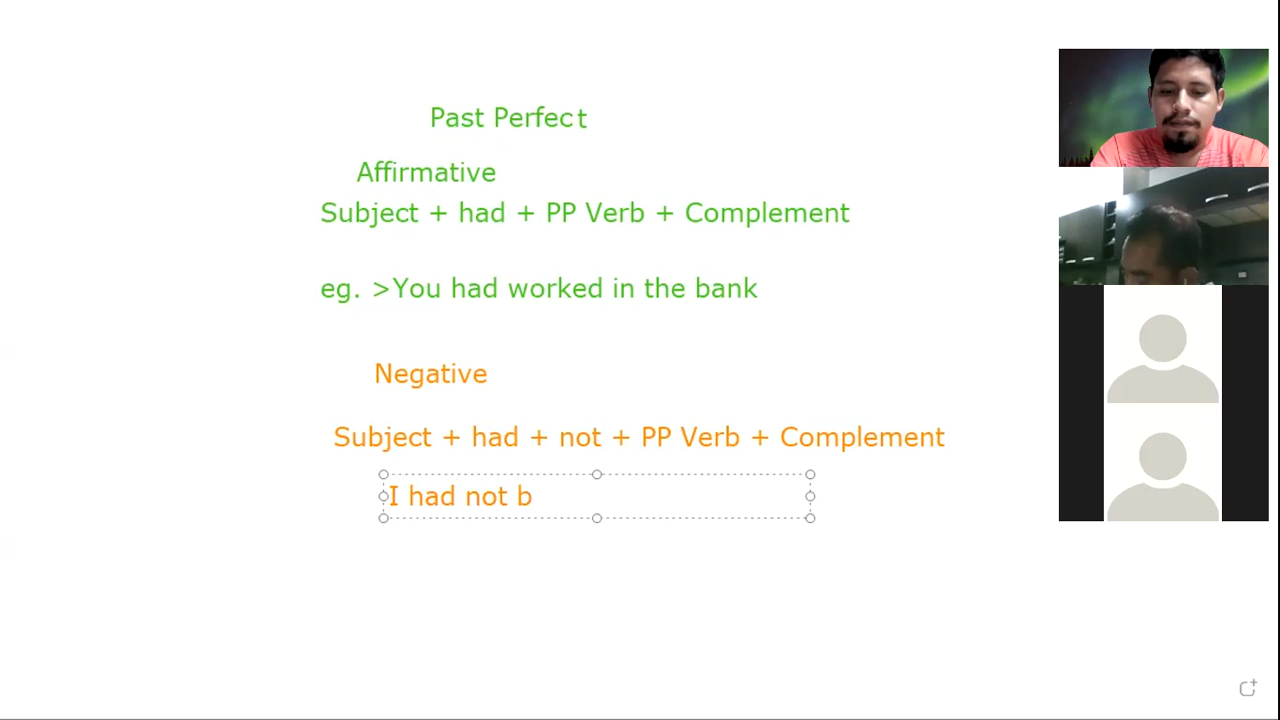 Past Perfect
Affirmative
Subject + had + PP Verb + Complement
eg. >You had worked in the bank
Negative
Subject + had + not + PP Verb + Complement
I had not b